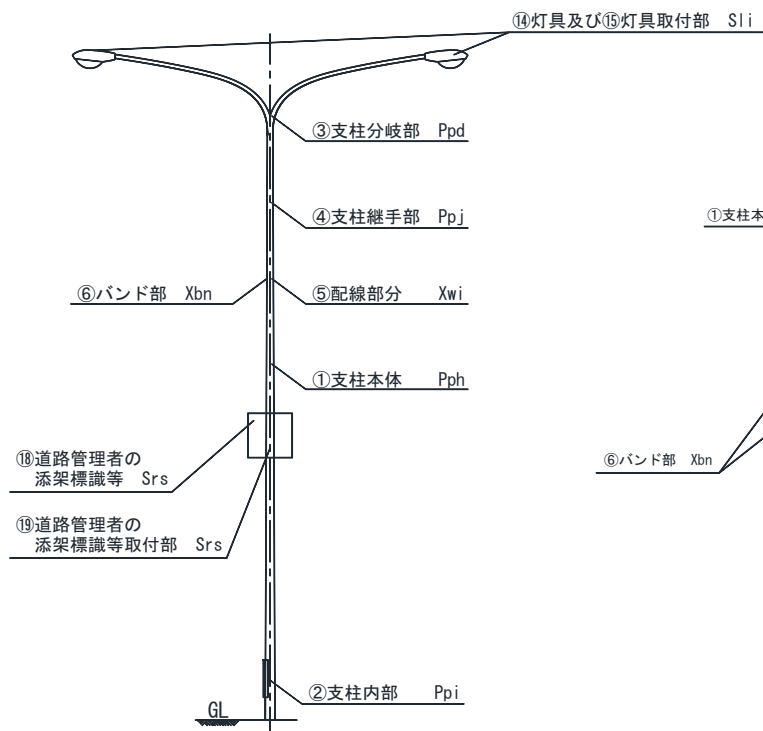 ⑭灯具及び⑮灯具取付部 Sli
③支柱分岐部 Ppd
④支柱継手部 Ppj
①支柱本
⑥バンド部 Xbn
⑤配線部分 Xwi
①支柱本体 Pph
⑱道路管理者の
添架標識等 Srs
⑥バンド部 Xbn
⑲道路管理者の
添架標識等取付部 Srs
②支柱内部 Ppi
GL